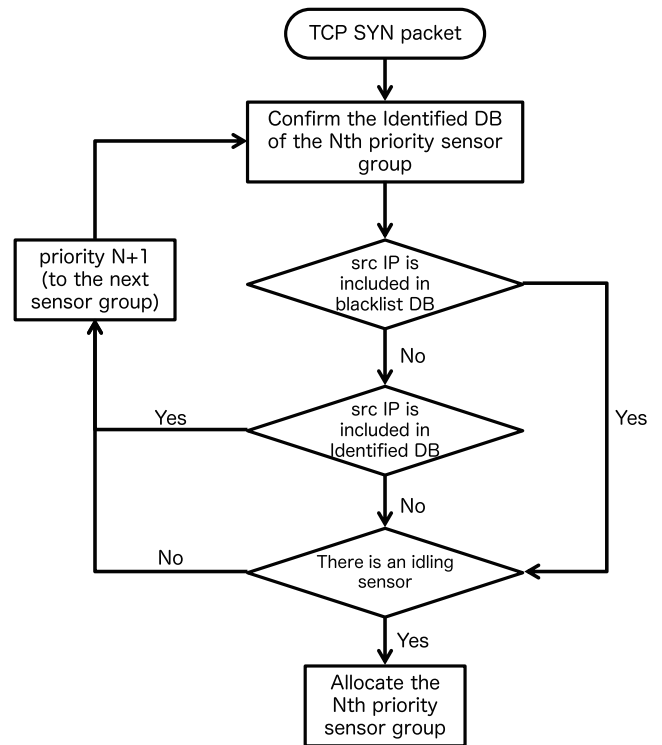 TCP SYN packet
Confirm the Identified DB
of the Nth priority sensor
group
priority N+1
(to the next
sensor group)
src IP is
included in
blacklist DB
No
Yes
src IP is
included in
Identified DB
Yes
No
No
There is an idling
sensor
Yes
Allocate the
Nth priority
sensor group